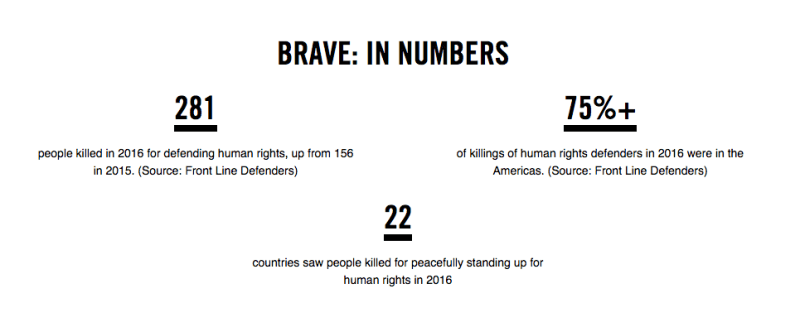 BRAVE: IN NUMBERS
281
people killed in 2016 for defending human rights, up from 156
in 2015. (Source: Front Line Defenders)
75%+
of killings of human rights defenders in 2016 were in the
Americas. (Source: Front Line Defenders)
22
countries saw people killed for peacefully standing up for
human rights in 2016